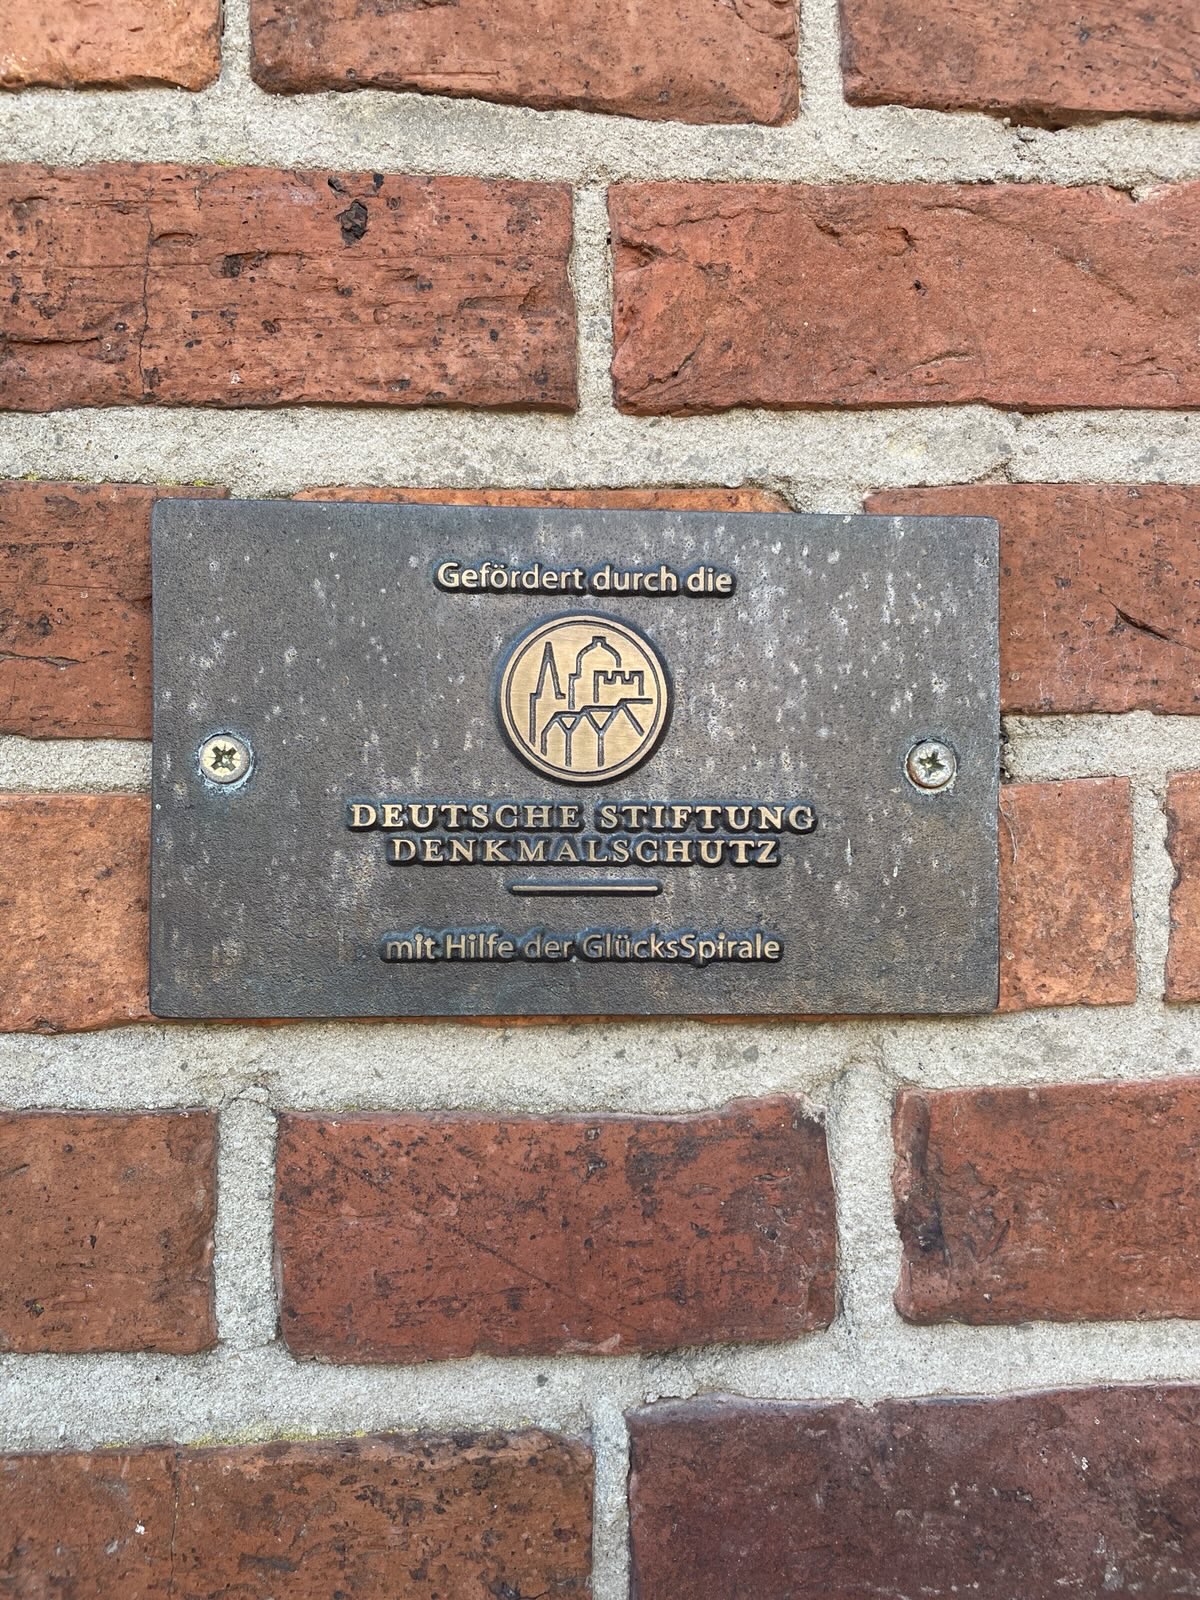 Gefördert durch die
DEUTSCHE STIFTUNG
DENKMALSCHUTZ
mit Hilfe der GlücksSpirale